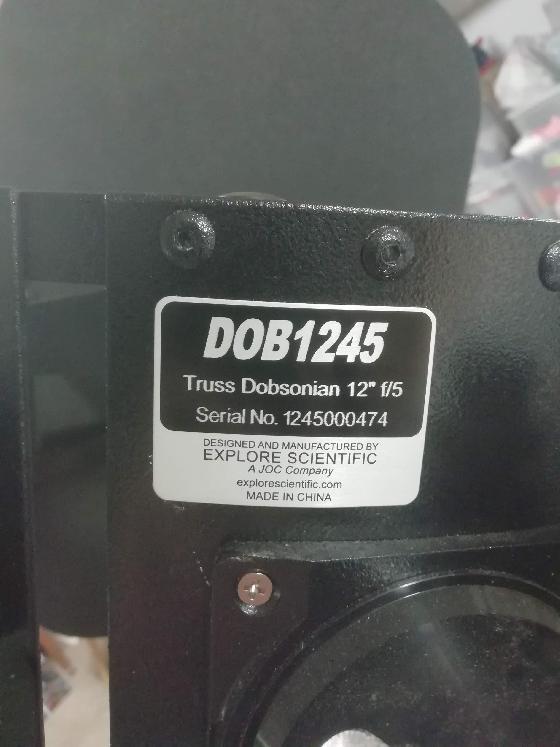 DOB1245
Truss Dobsonian 12" f/5
Serial No. 1245000474
DESIGNED AND MANUFACTURED BY
EXPLORE SCIENTIFIC
A JOC Company
explorescientific.com
MADE IN CHINA